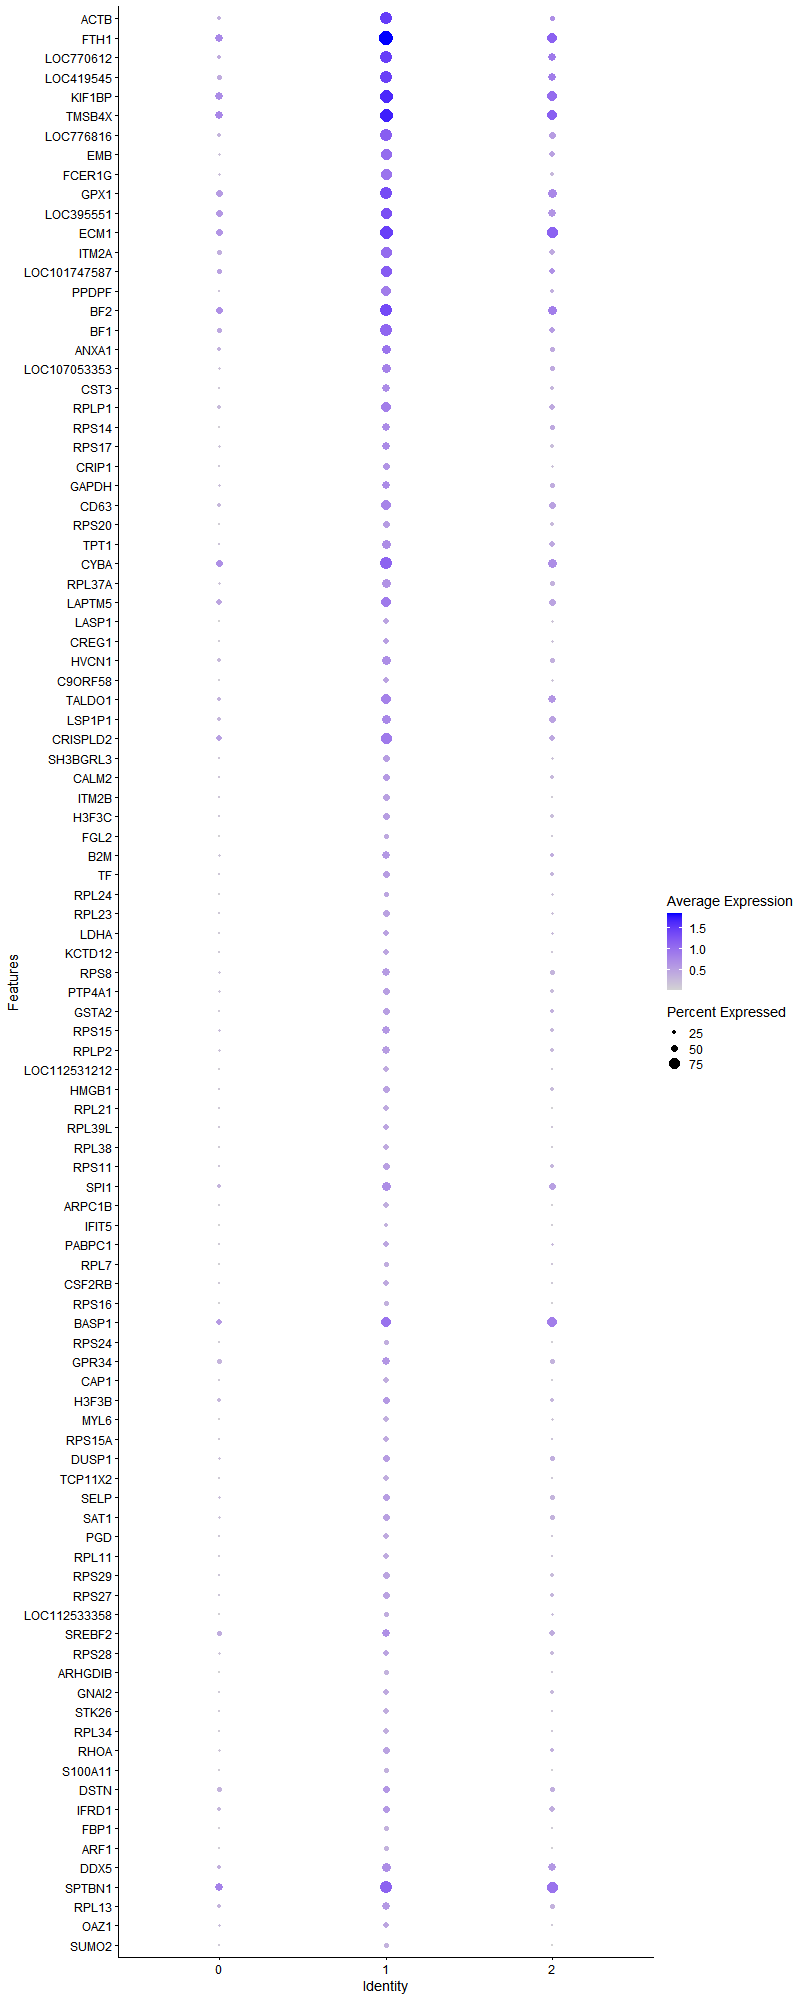 ACTB
FTH1
LOC770612
LOC419545
KIF1BP
TMSB4X
LOC776816
EMB
FCER1G
GPX1
LOC395551
ECM1
ITM2A
LOC101747587
PPDPF
BF2
BF1
ANXA1
LOC107053353
CST3
RPLP1
RPS14
RPS17
CRIP1
GAPDH
CD63
RPS20
TPT1
CYBA
RPL37A
LAPTM5
LASP1
CREG1
HVCN1
C9ORF58
TALDO1
LSP1P1
CRISPLD2
SH3BGRL3
CALM2
ITM2B
H3F3C
FGL2
B2M
TF
RPL24
RPL23
LDHA
KCTD12
RPS8
PTP4A1
GSTA2
RPS15
RPLP2
LOC112531212
HMGB1
RPL21
RPL39L
RPL38
RPS11
SPI1
ARPC1B
IFIT5
PABPC1
RPL7
CSF2RB
RPS16
BASP1
RPS24
GPR34
CAP1
H3F3B
MYL6
RPS15A
DUSP1
TCP11X2
SELP
SAT1
PGD
RPL11
RPS29
RPS27
LOC112533358
SREBF2
RPS28
ARHGDIB
GNAI2
STK26
RPL34
RHOA
S100A11
DSTN
IFRD1
FBP1
ARF1
DDX5
SPTBN1
RPL13
OAZ1
SUMO2
Features
0 1 2
Identity
Average Expression
1.5
1.0
0.5
Percent Expressed
25
50
75